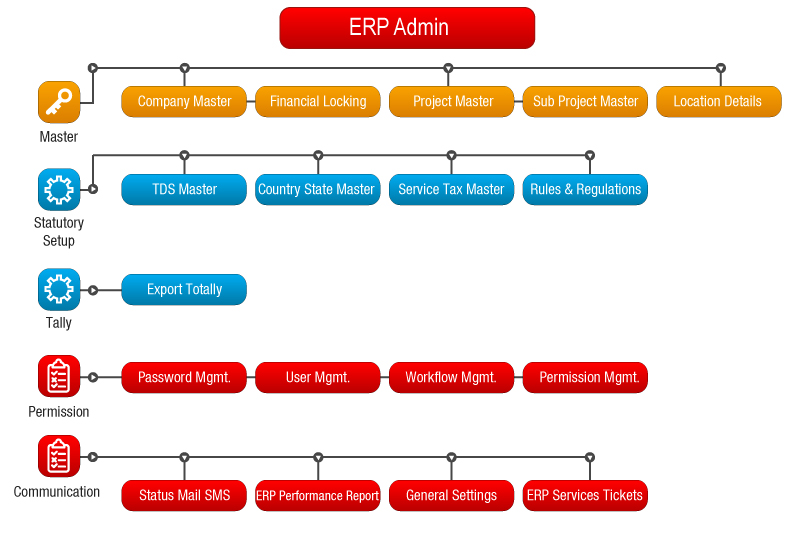 ERP Admin
Company Master
Financial Locking
Project Master
Sub Project Master
Location Details
Master
TDS Master
Country State Master
Service Tax Master
Rules & Regulations
Statutory
Setup
Export Totally
Tally
Password Mgmt.
User Mgmt.
Workflow Mgmt.
Permission Mgmt.
Permission
Communication
Status Mail SMS
ERP Performance Report
General Settings
ERP Services Tickets